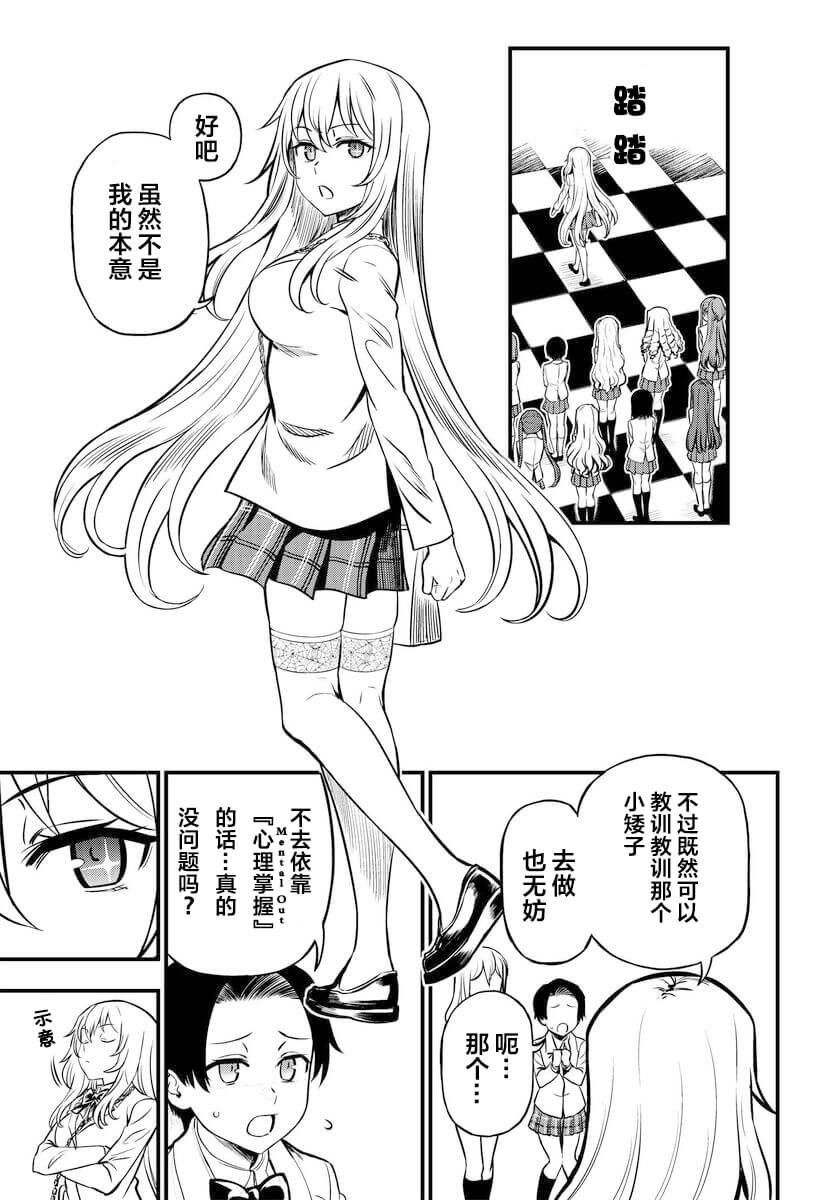 踏
踏
好吧
虽然不是
我的本意
不过既然可以
教训教训那个
小矮子
去做
也无妨
呃…
那个…
不去依靠
『心理掌握』
Mental Out
的话…真的
没问题吗？
示意